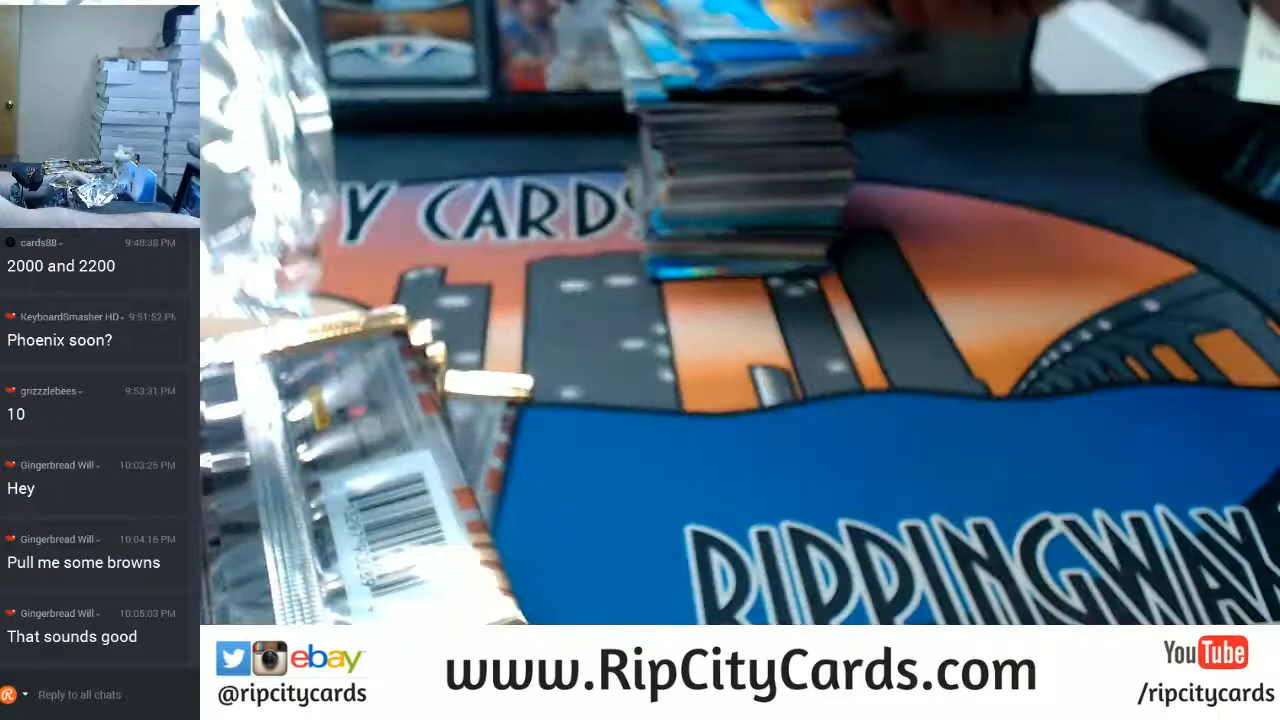 cards88
9:48:38 PM
2000 and 2200
KeyboardSmasher HD
9:51:52 PM
Phoenix soon?
grizzzlebees
9:53:31 PM
10
Gingerbread Will
10:03:25 PM
Hey
Gingerbread Will
10:04:16 PM
Pull me some browns
Gingerbread Will
10:05:03 PM
That sounds good
Reply to all chats
Y CARDS
RIPPINGWAX
ebay
@ripcitycards
www.RipCityCards.com
YouTube
/ripcitycards